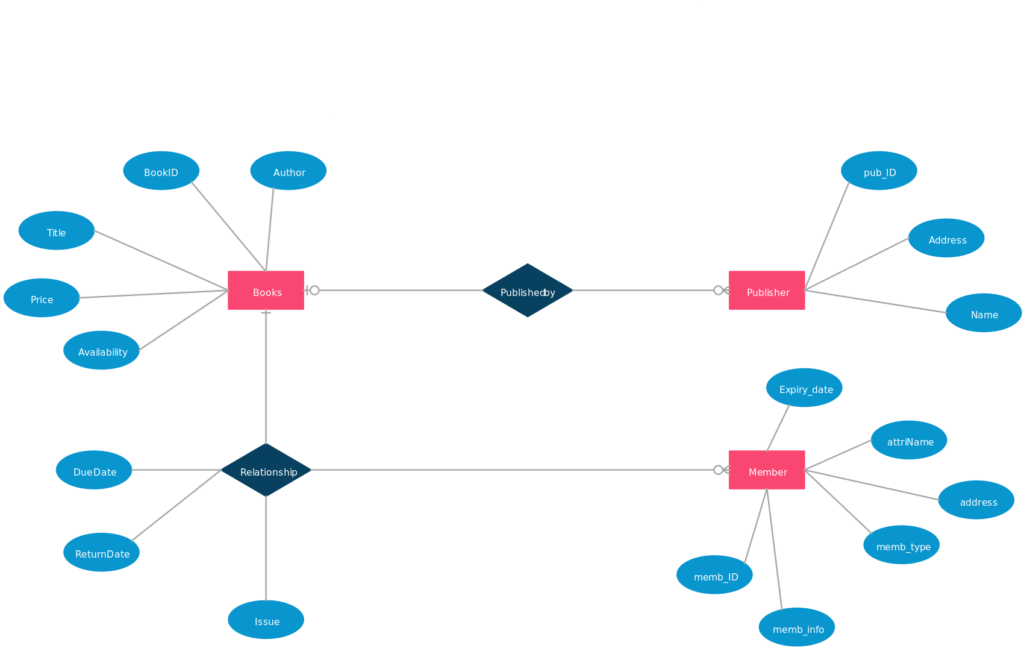 BookID
Author
pub_ID
Title
Address
Books
Publishedby
Publisher
Price
Name
Availability
Expiry_date
attriName
DueDate
Relationship
Member
address
ReturnDate
memb_type
memb_ID
Issue
memb_info